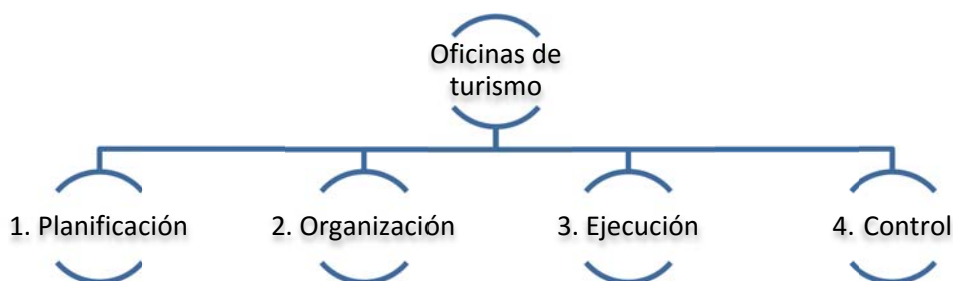 Oficinas de
turismo
1. Planificación
2. Organización
3. Ejecución
4. Control